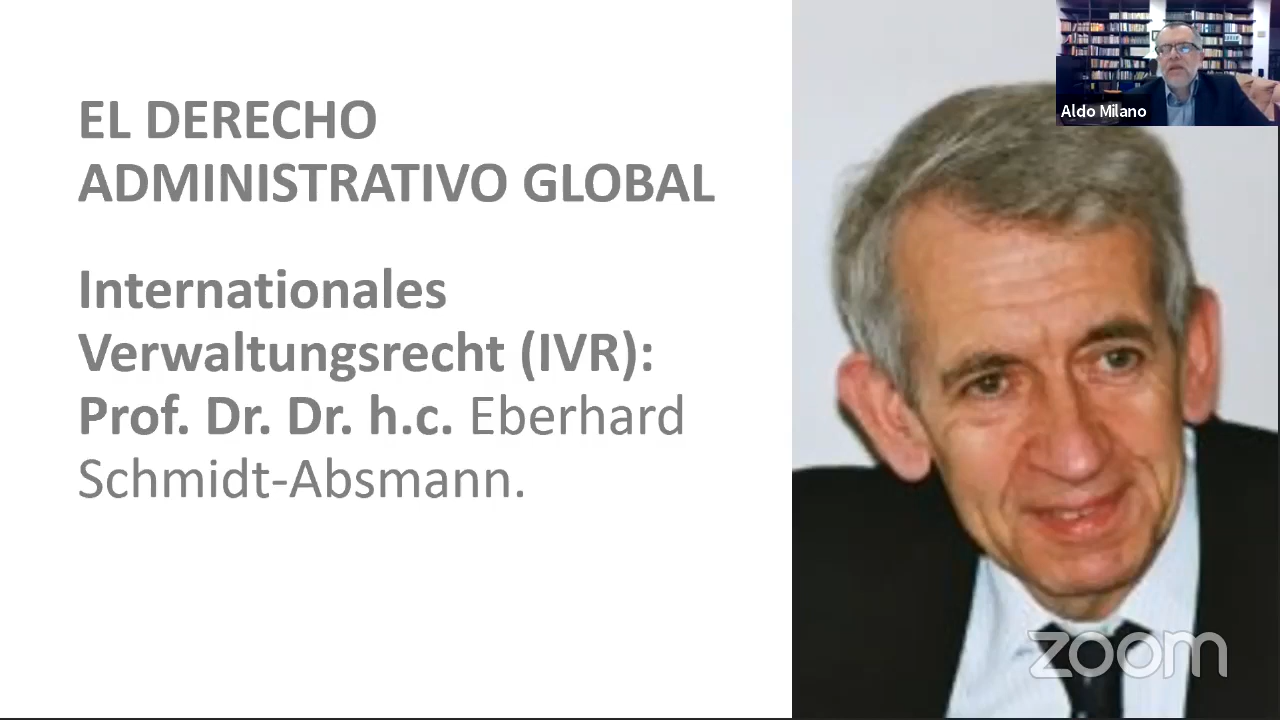 EL DERECHO
ADMINISTRATIVO GLOBAL
Internationales
Verwaltungsrecht (IVR):
Prof. Dr. Dr. h.c. Eberhard
Schmidt-Absmann.
Aldo Milano
zoom